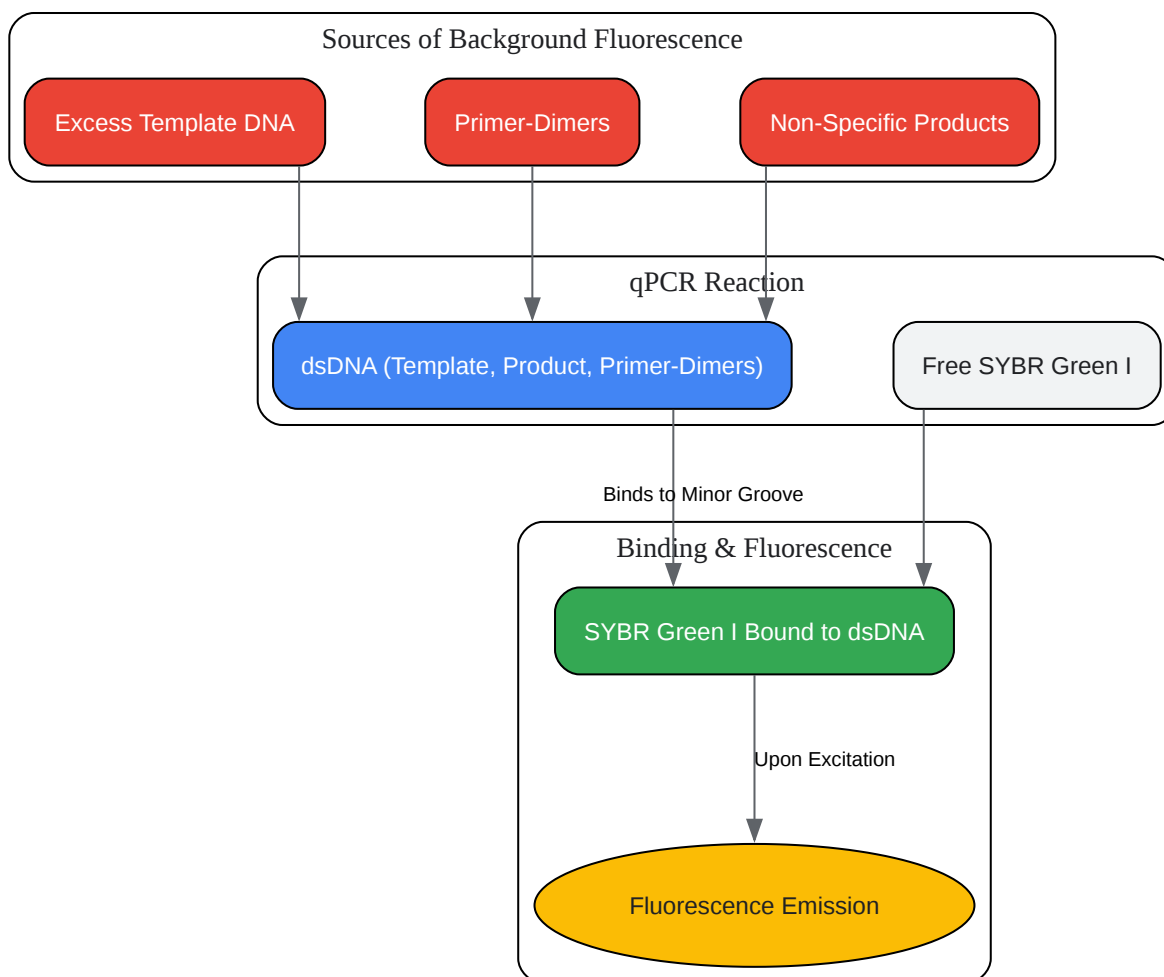 Sources of Background Fluorescence
Excess Template DNA
Primer-Dimers
Non-Specific Products
qPCR Reaction
dsDNA (Template, Product, Primer-Dimers)
Free SYBR Green I
Binds to Minor Groove
Binding & Fluorescence
SYBR Green I Bound to dsDNA
Upon Excitation
Fluorescence Emission